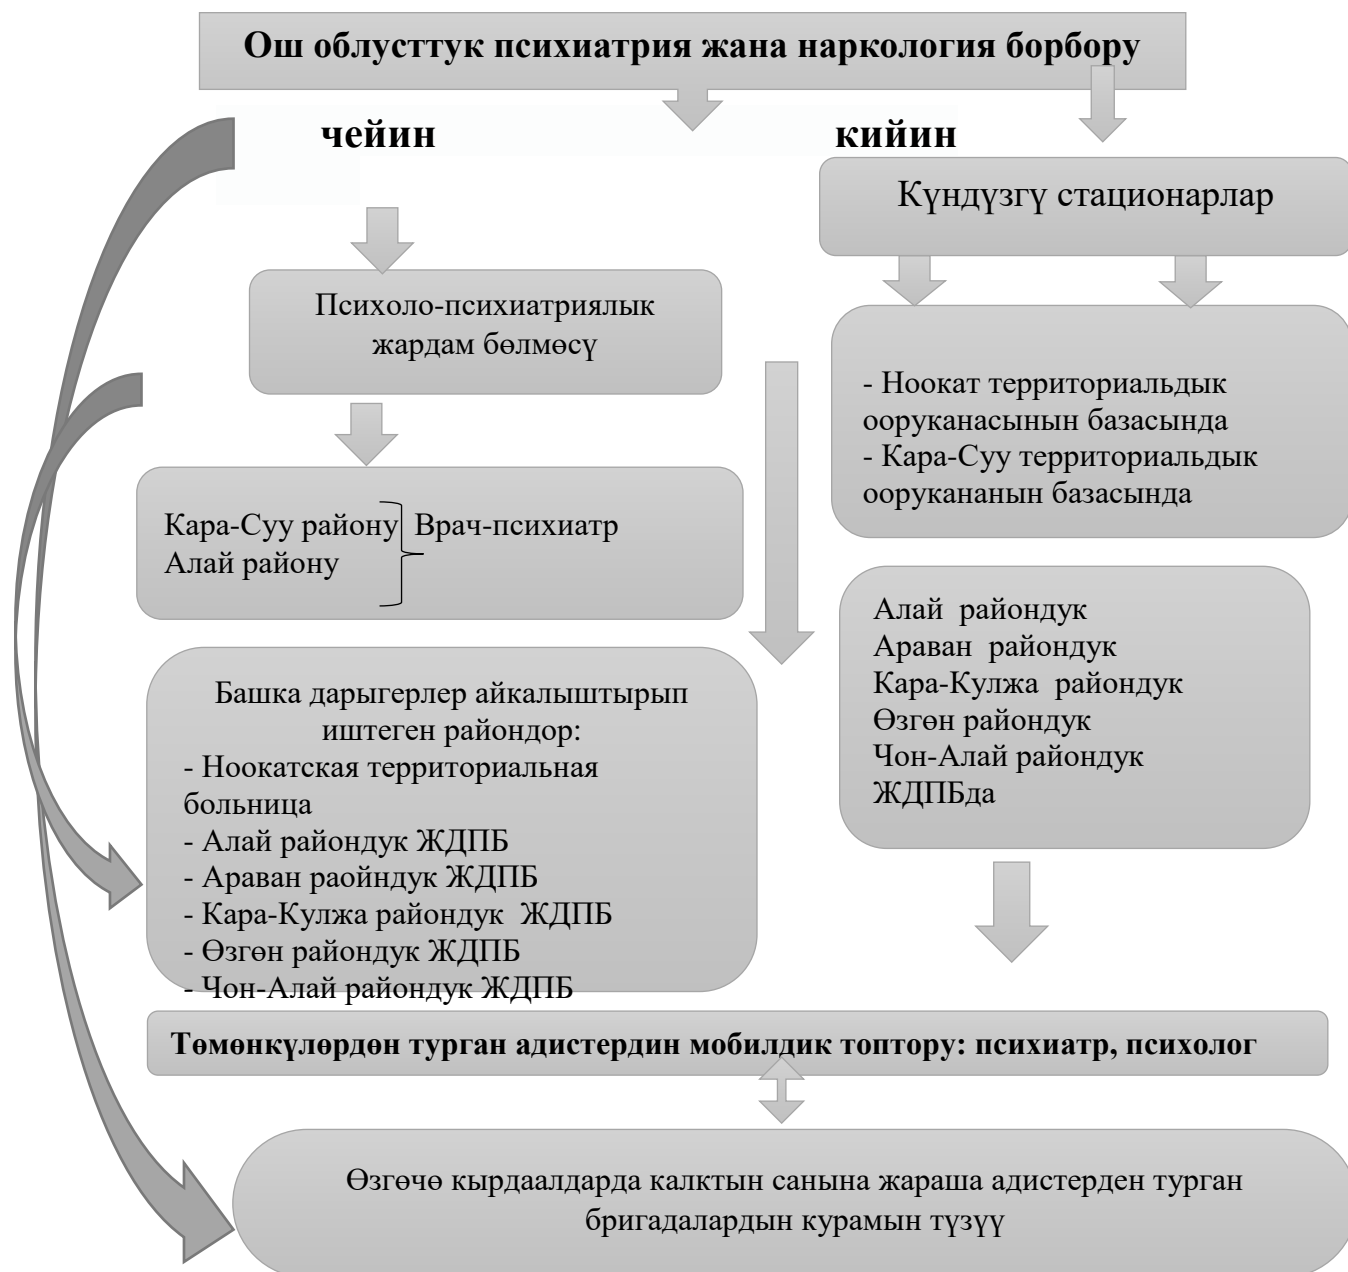 Ош облусттук психиатрия жана наркология борбору
чейин
кийин
Күндүзгү стационарлар
Психоло-психиатриялык
жардам бөлмөсү
- Ноокат территориальдык
ооруканасынын базасында
- Кара-Суу территориальдык
оорукананын базасында
Кара-Суу району Врач-психиатр
Алай району
Алай районdук
Араван райондук
Кара-Кулжа райондук
Өзгөн райондук
Чон-Алай райондук
ЖДПБда
Башка дарыгерлер айкалыштырып
иштеген райондор:
- Ноокатская территориальная
больница
- Алай райондук ЖДПБ
- Араван раойндук ЖДПБ
- Кара-Кулжа райондук ЖДПБ
- Өзгөн райондук ЖДПБ
- Чон-Алай райондук ЖДПБ
Төмөнкүлөрдөн турган адистердин мобилдик топтору: психиатр, психолог
Өзгөчө кырдаалдарда калктын санына жараша адистерден турган
бригадалардын курамын түзүү